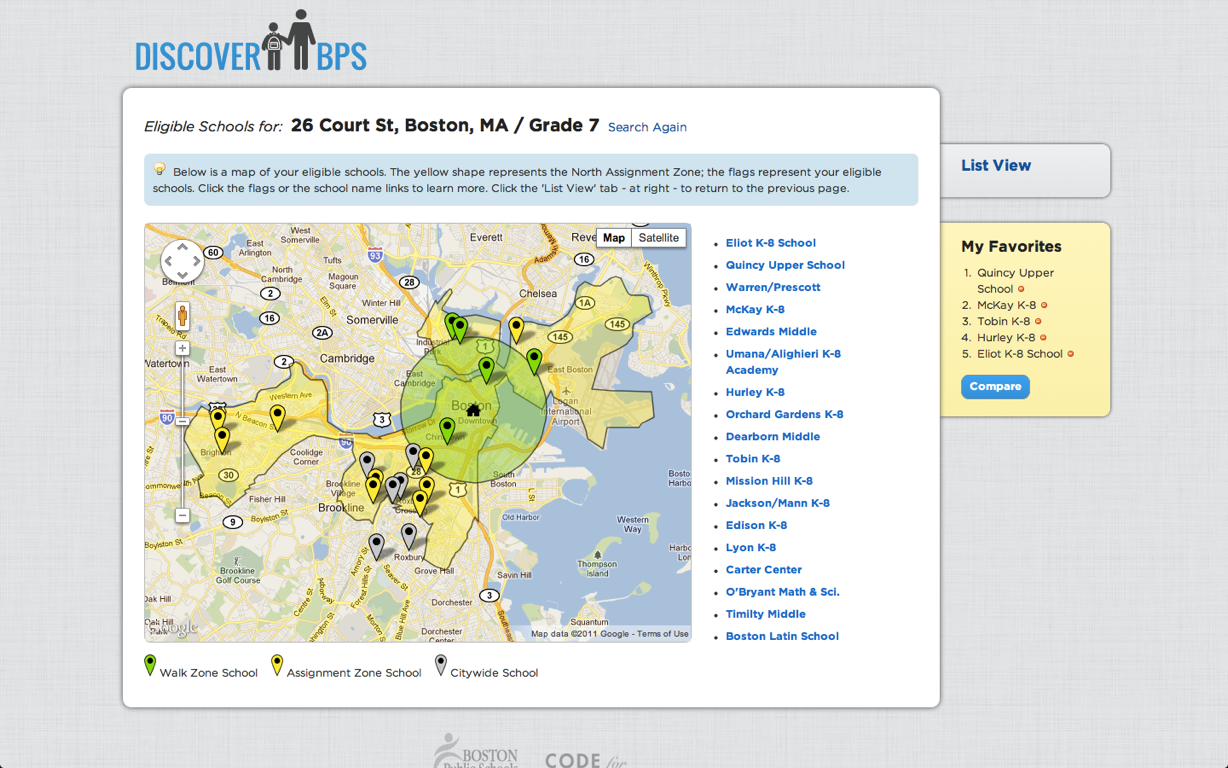 DISCOVER BPS
Eligible Schools for: 26 Court St, Boston, MA / Grade 7 Search Again
Below is a map of your eligible schools. The yellow shape represents the North Assignment Zone; the flags represent your eligible
schools. Click the flags or the school name links to learn more. Click the 'List View' tab - at right - to return to the previous page.
List View
My Favorites
1. Quincy Upper
School
2. McKay K-8
3. Tobin K-8
4. Hurley K-8
5. Eliot K-8 School
Compare
Map Satellite
West
Somerville
Everett
East
Arlington
60
93
Tufts
16
North
Cambridge
Magoun
Square
28
Chelsea
2
Winter Hill
1A
16
Elm St
Somerville
145
2A
145
1
2
Cambridge
East
Watertown
East
Cambridge
East Boston
Logan
International
Airport
Western Ave
Boston
3
90
Downtown
N Beacon St
90
Brighton
Coolidge
Corner
30
28
South
Boston
Brookline
Village
1
L St
Fisher Hill
Brookline
Old Harbor
9
Boylston St
Western
Way
Boylston St
Roxbury
Brookline
Golf Course
Grove Hall
Savin Hill
Thompson
Island
3
Dorchester
Squantum
Dorchester
Center
Google
Map data ©2011 Google - Terms of Use
Eliot K-8 School
Quincy Upper School
Warren/Prescott
McKay K-8
Edwards Middle
Umana/Alighieri K-8
Academy
Hurley K-8
Orchard Gardens K-8
Dearborn Middle
Tobin K-8
Mission Hill K-8
Jackson/Mann K-8
Edison K-8
Lyon K-8
Carter Center
O'Bryant Math & Sci.
Timilty Middle
Boston Latin School
Walk Zone School Assignment Zone School Citywide School
BOSTON
Public Schools
CODE for